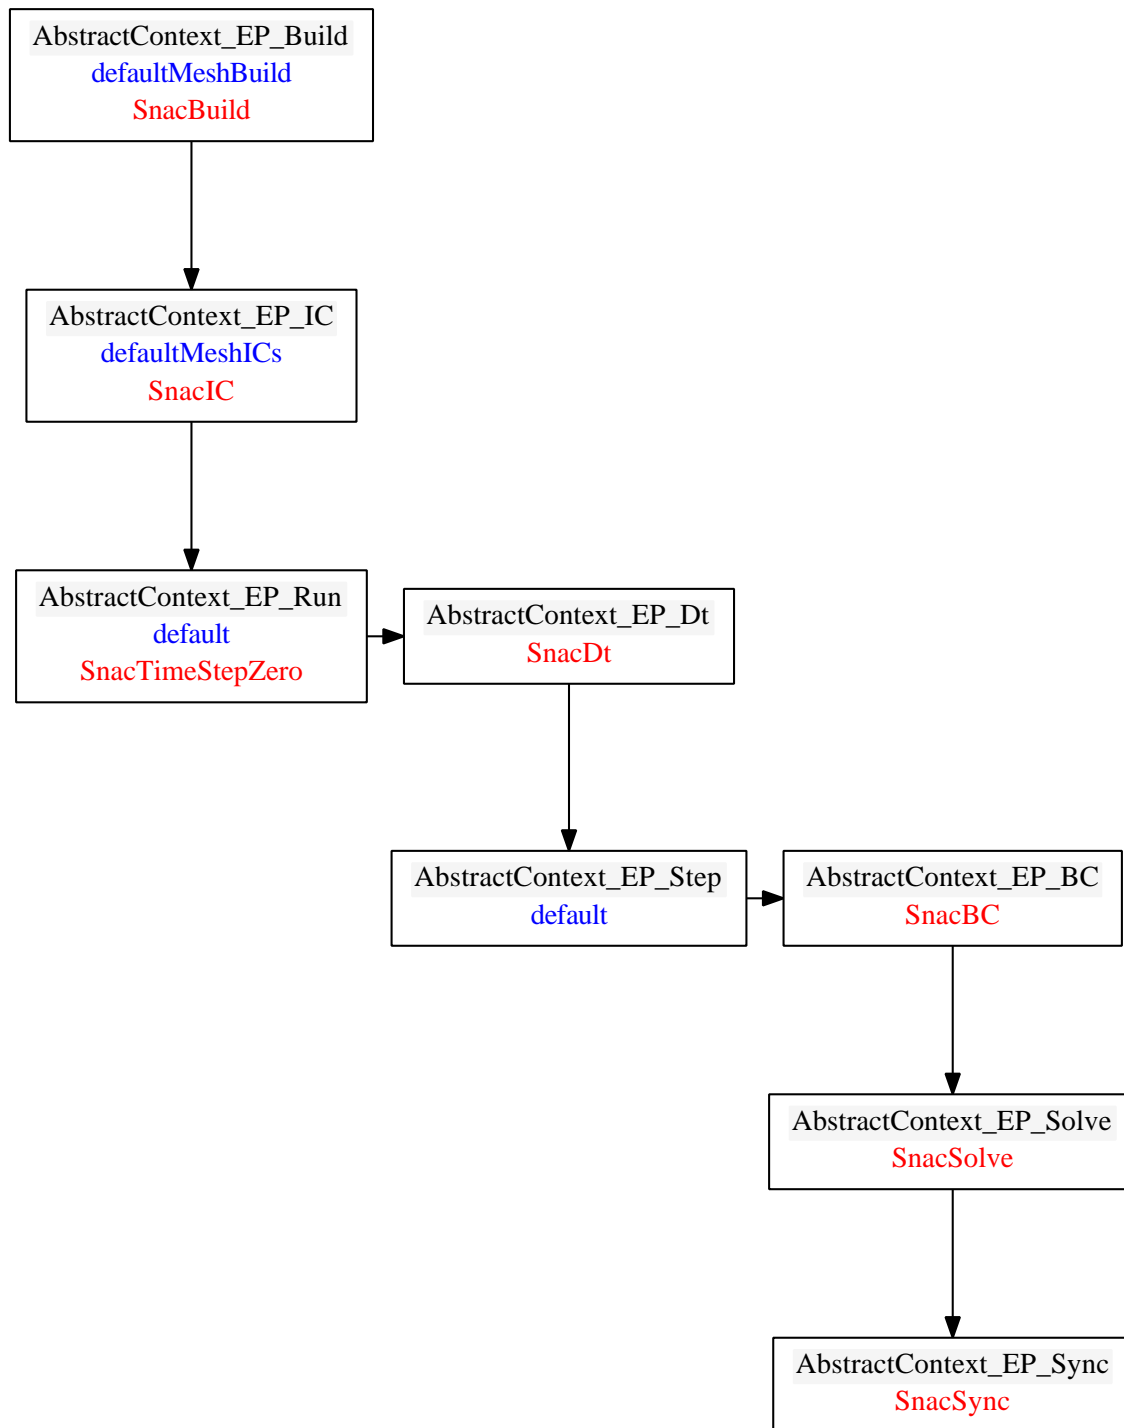 AbstractContext_EP_Build
defaultMeshBuild
SnacBuild
AbstractContext_EP_IC
defaultMeshICs
SnacIC
AbstractContext_EP_Run
default
SnacTimeStepZero
AbstractContext_EP_Dt
SnacDt
AbstractContext_EP_Step
default
AbstractContext_EP_BC
SnacBC
AbstractContext_EP_Solve
SnacSolve
AbstractContext_EP_Sync
SnacSync